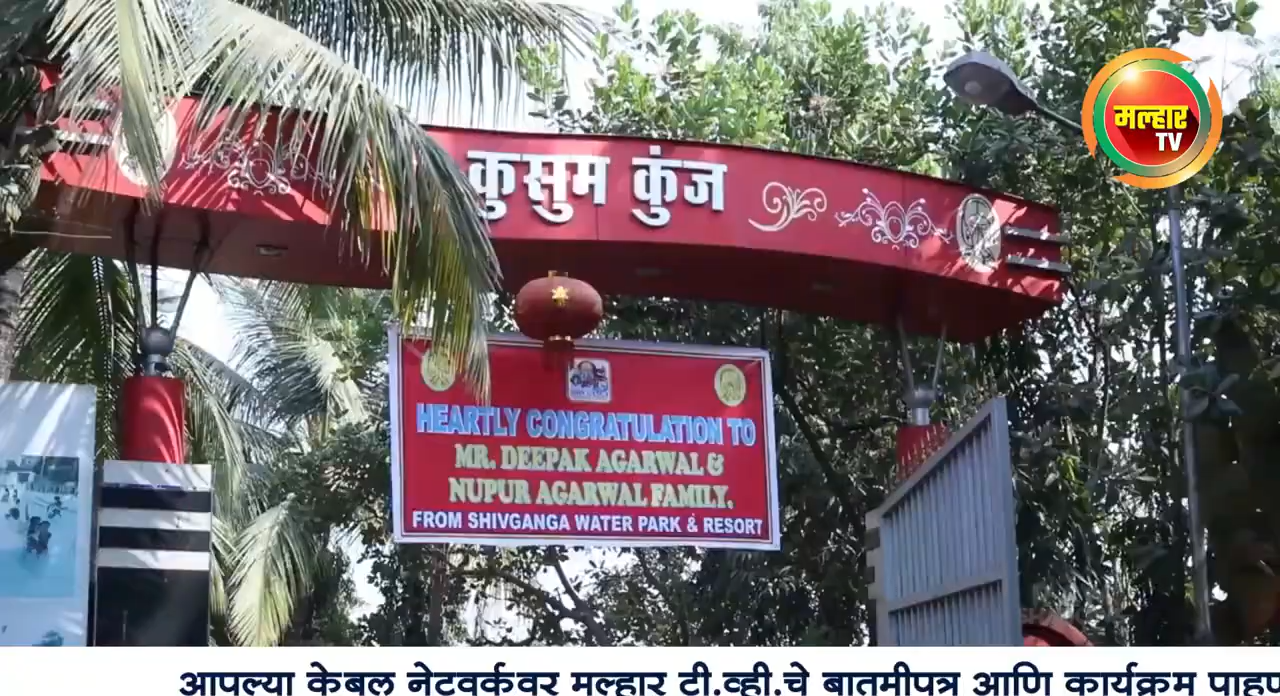 मल्हार
TV
कुसुम कुंज
HEARTLY CONGRATULATION TO
MR. DEEPAK AGARWAL &
NUPUR AGARWAL FAMILY.
FROM SHIVGANGA WATER PARK & RESORT
आपल्या केबल नेटवर्कवर मल्हार टी.व्ही.चे बातमीपत्र आणि कार्यक्रम